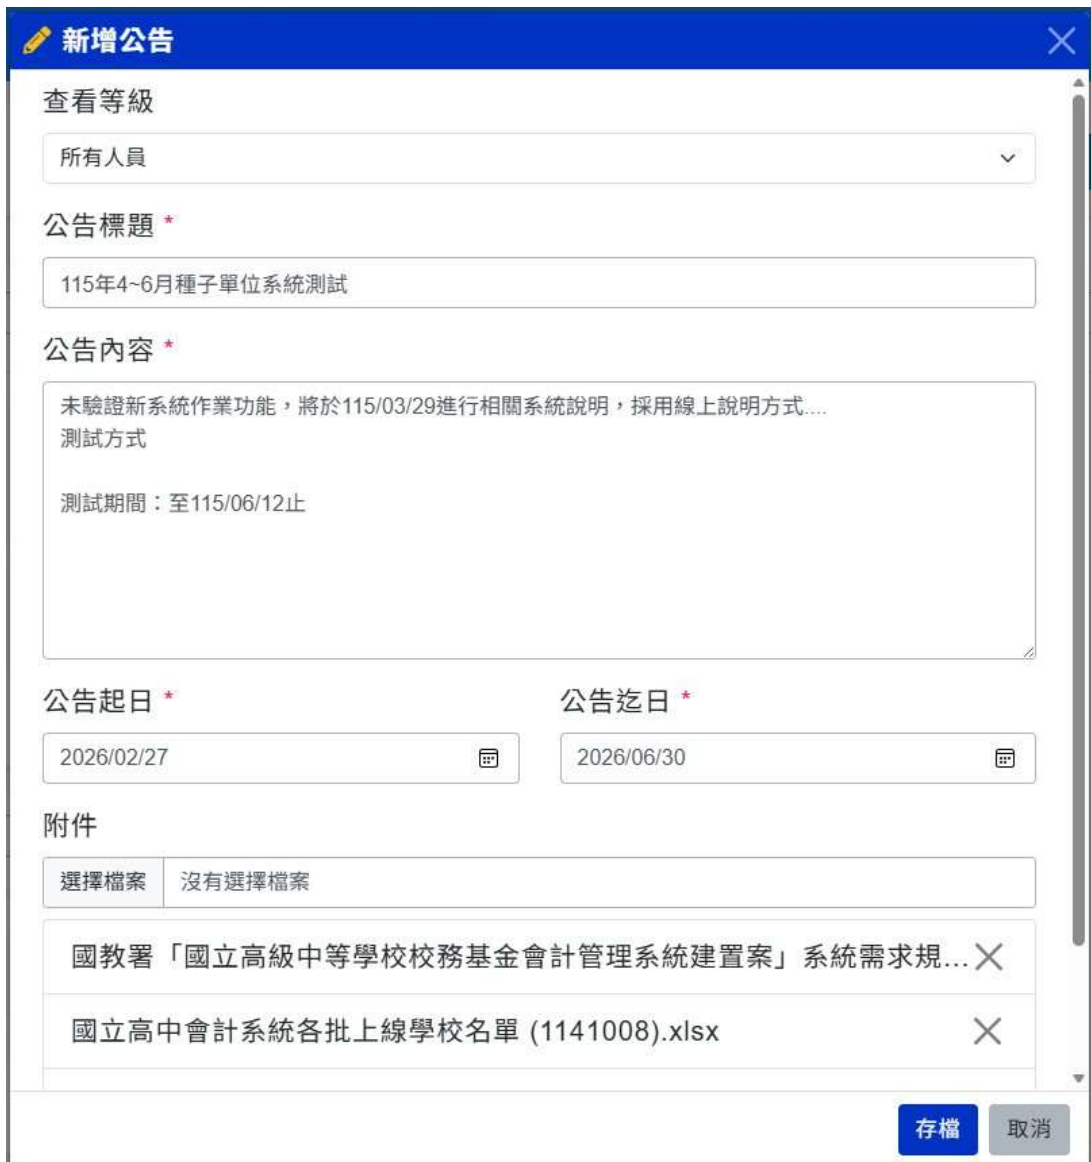 新增公告
查看等級
所有人員
公告標題 *
115年4~6月種子單位系統測試
公告內容 *
未驗證新系統作業功能，將於115/03/29進行相關系統說明，採用線上說明方式....
測試方式
測試期間：至115/06/12止
公告起日 *
公告迄日 *
2026/02/27
2026/06/30
附件
選擇檔案 沒有選擇檔案
國教署「國立高級中等學校校務基金會計管理系統建置案」系統需求規...
國立高中會計系統各批上線學校名單 (1141008).xlsx
存檔
取消